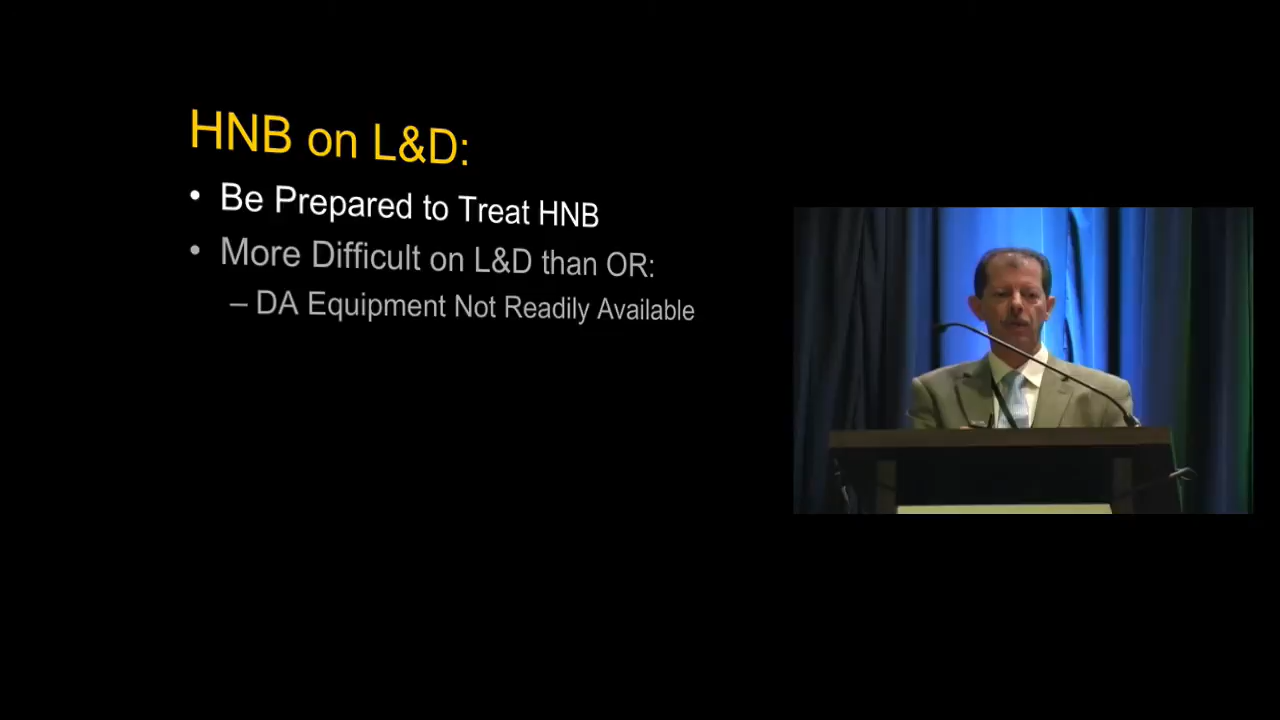 HNB on L&D:
• Be Prepared to Treat HNB
• More Difficult on L&D than OR:
– DA Equipment Not Readily Available